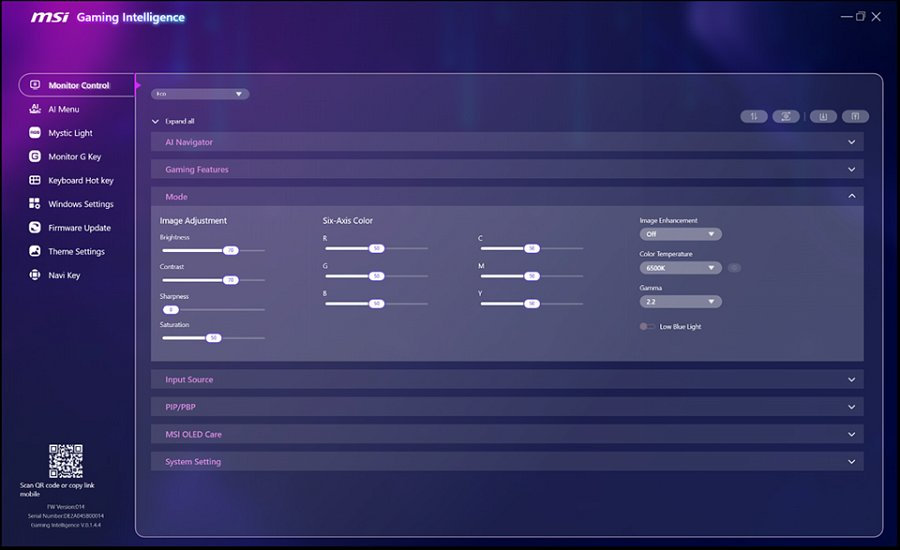 msi Gaming Intelligence
Monitor Control
AI Menu
Mystic Light
Monitor G Key
Keyboard Hot key
Windows Settings
Firmware Update
Theme Settings
Navi Key
Scan QR code or copy link
mobile
FW Version:014
Gaming Intelligence V.0.1.4.4
Eco
Expand all
AI Navigator
Gaming Features
Mode
Image Adjustment
Brightness
70
Contrast
70
Sharpness
0
Saturation
50
Six-Axis Color
R
50
G
50
B
50
C
50
M
50
Y
50
Image Enhancement
Off
Color Temperature
6500K
Gamma
2.2
Low Blue Light
Input Source
PIP/PBP
MSI OLED Care
System Setting